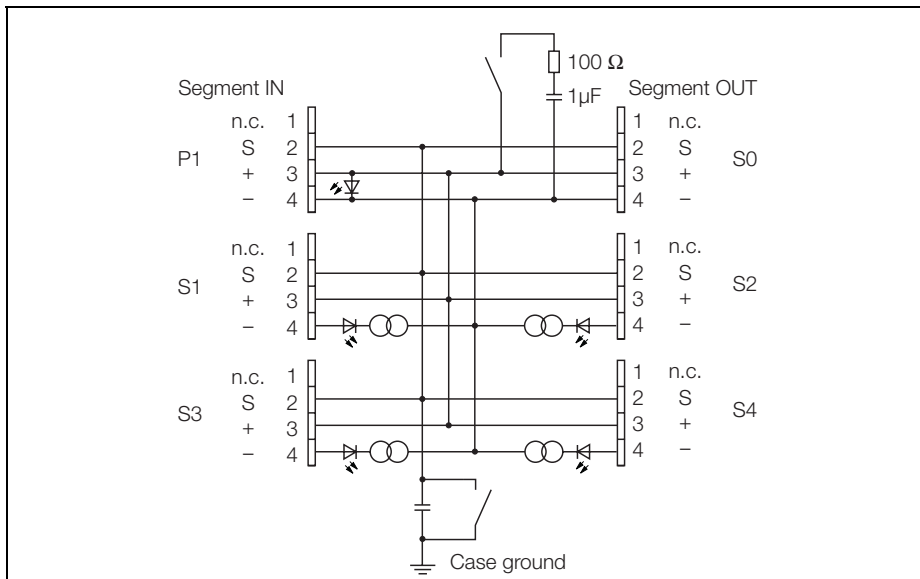 100 Ω
1µF
Segment IN
Segment OUT
n.c. 1
1 n.c.
P1 S 2
2 S S0
+ 3
3 +
– 4
4 –
n.c. 1
1 n.c.
S1 S 2
2 S S2
+ 3
3 +
– 4
4 –
n.c. 1
1 n.c.
S3 S 2
2 S S4
+ 3
3 +
– 4
4 –
Case ground